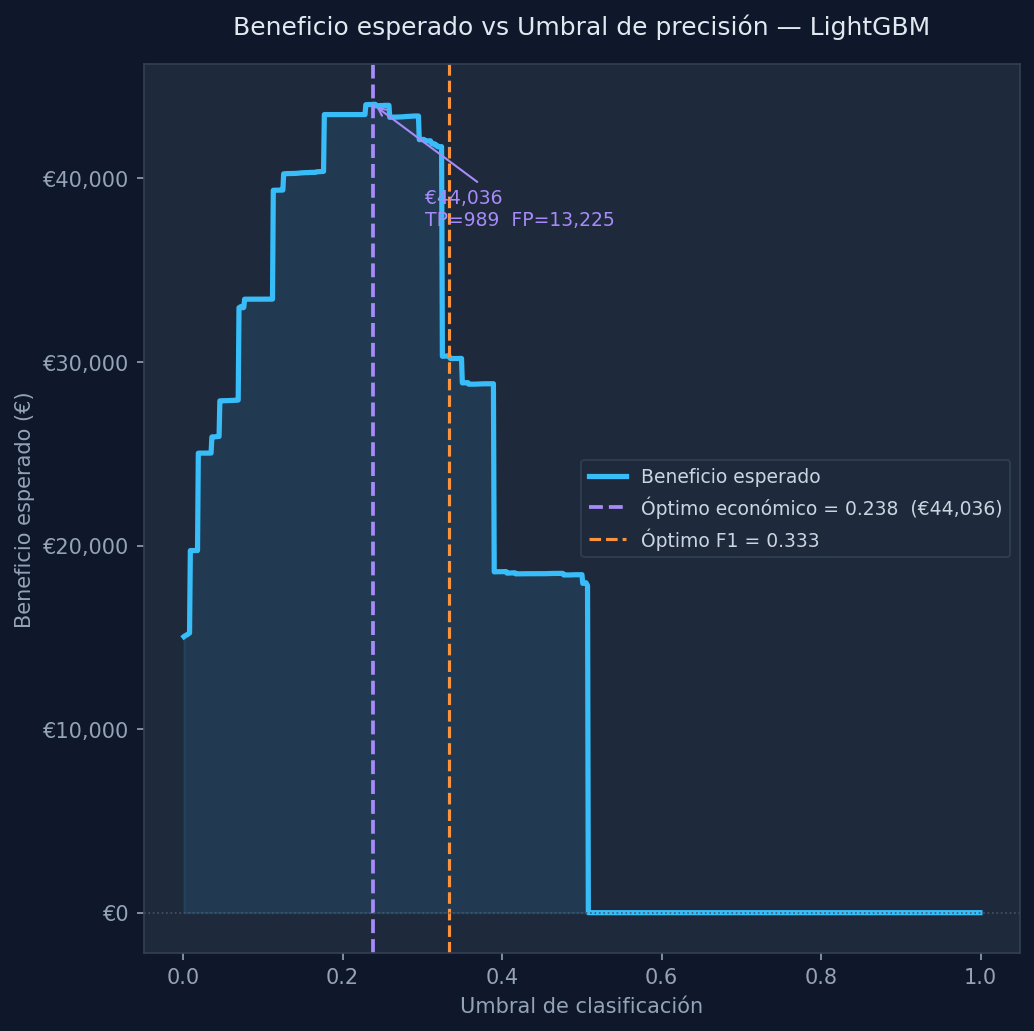 Beneficio esperado vs Umbral de precisión — LightGBM
€40,000
€30,000
€20,000
€10,000
€0
Beneficio esperado (€)
€44,036
TP=989  FP=13,225
Beneficio esperado
Óptimo económico = 0.238  (€44,036)
Óptimo F1 = 0.333
0.0
0.2
0.4
0.6
0.8
1.0
Umbral de clasificación